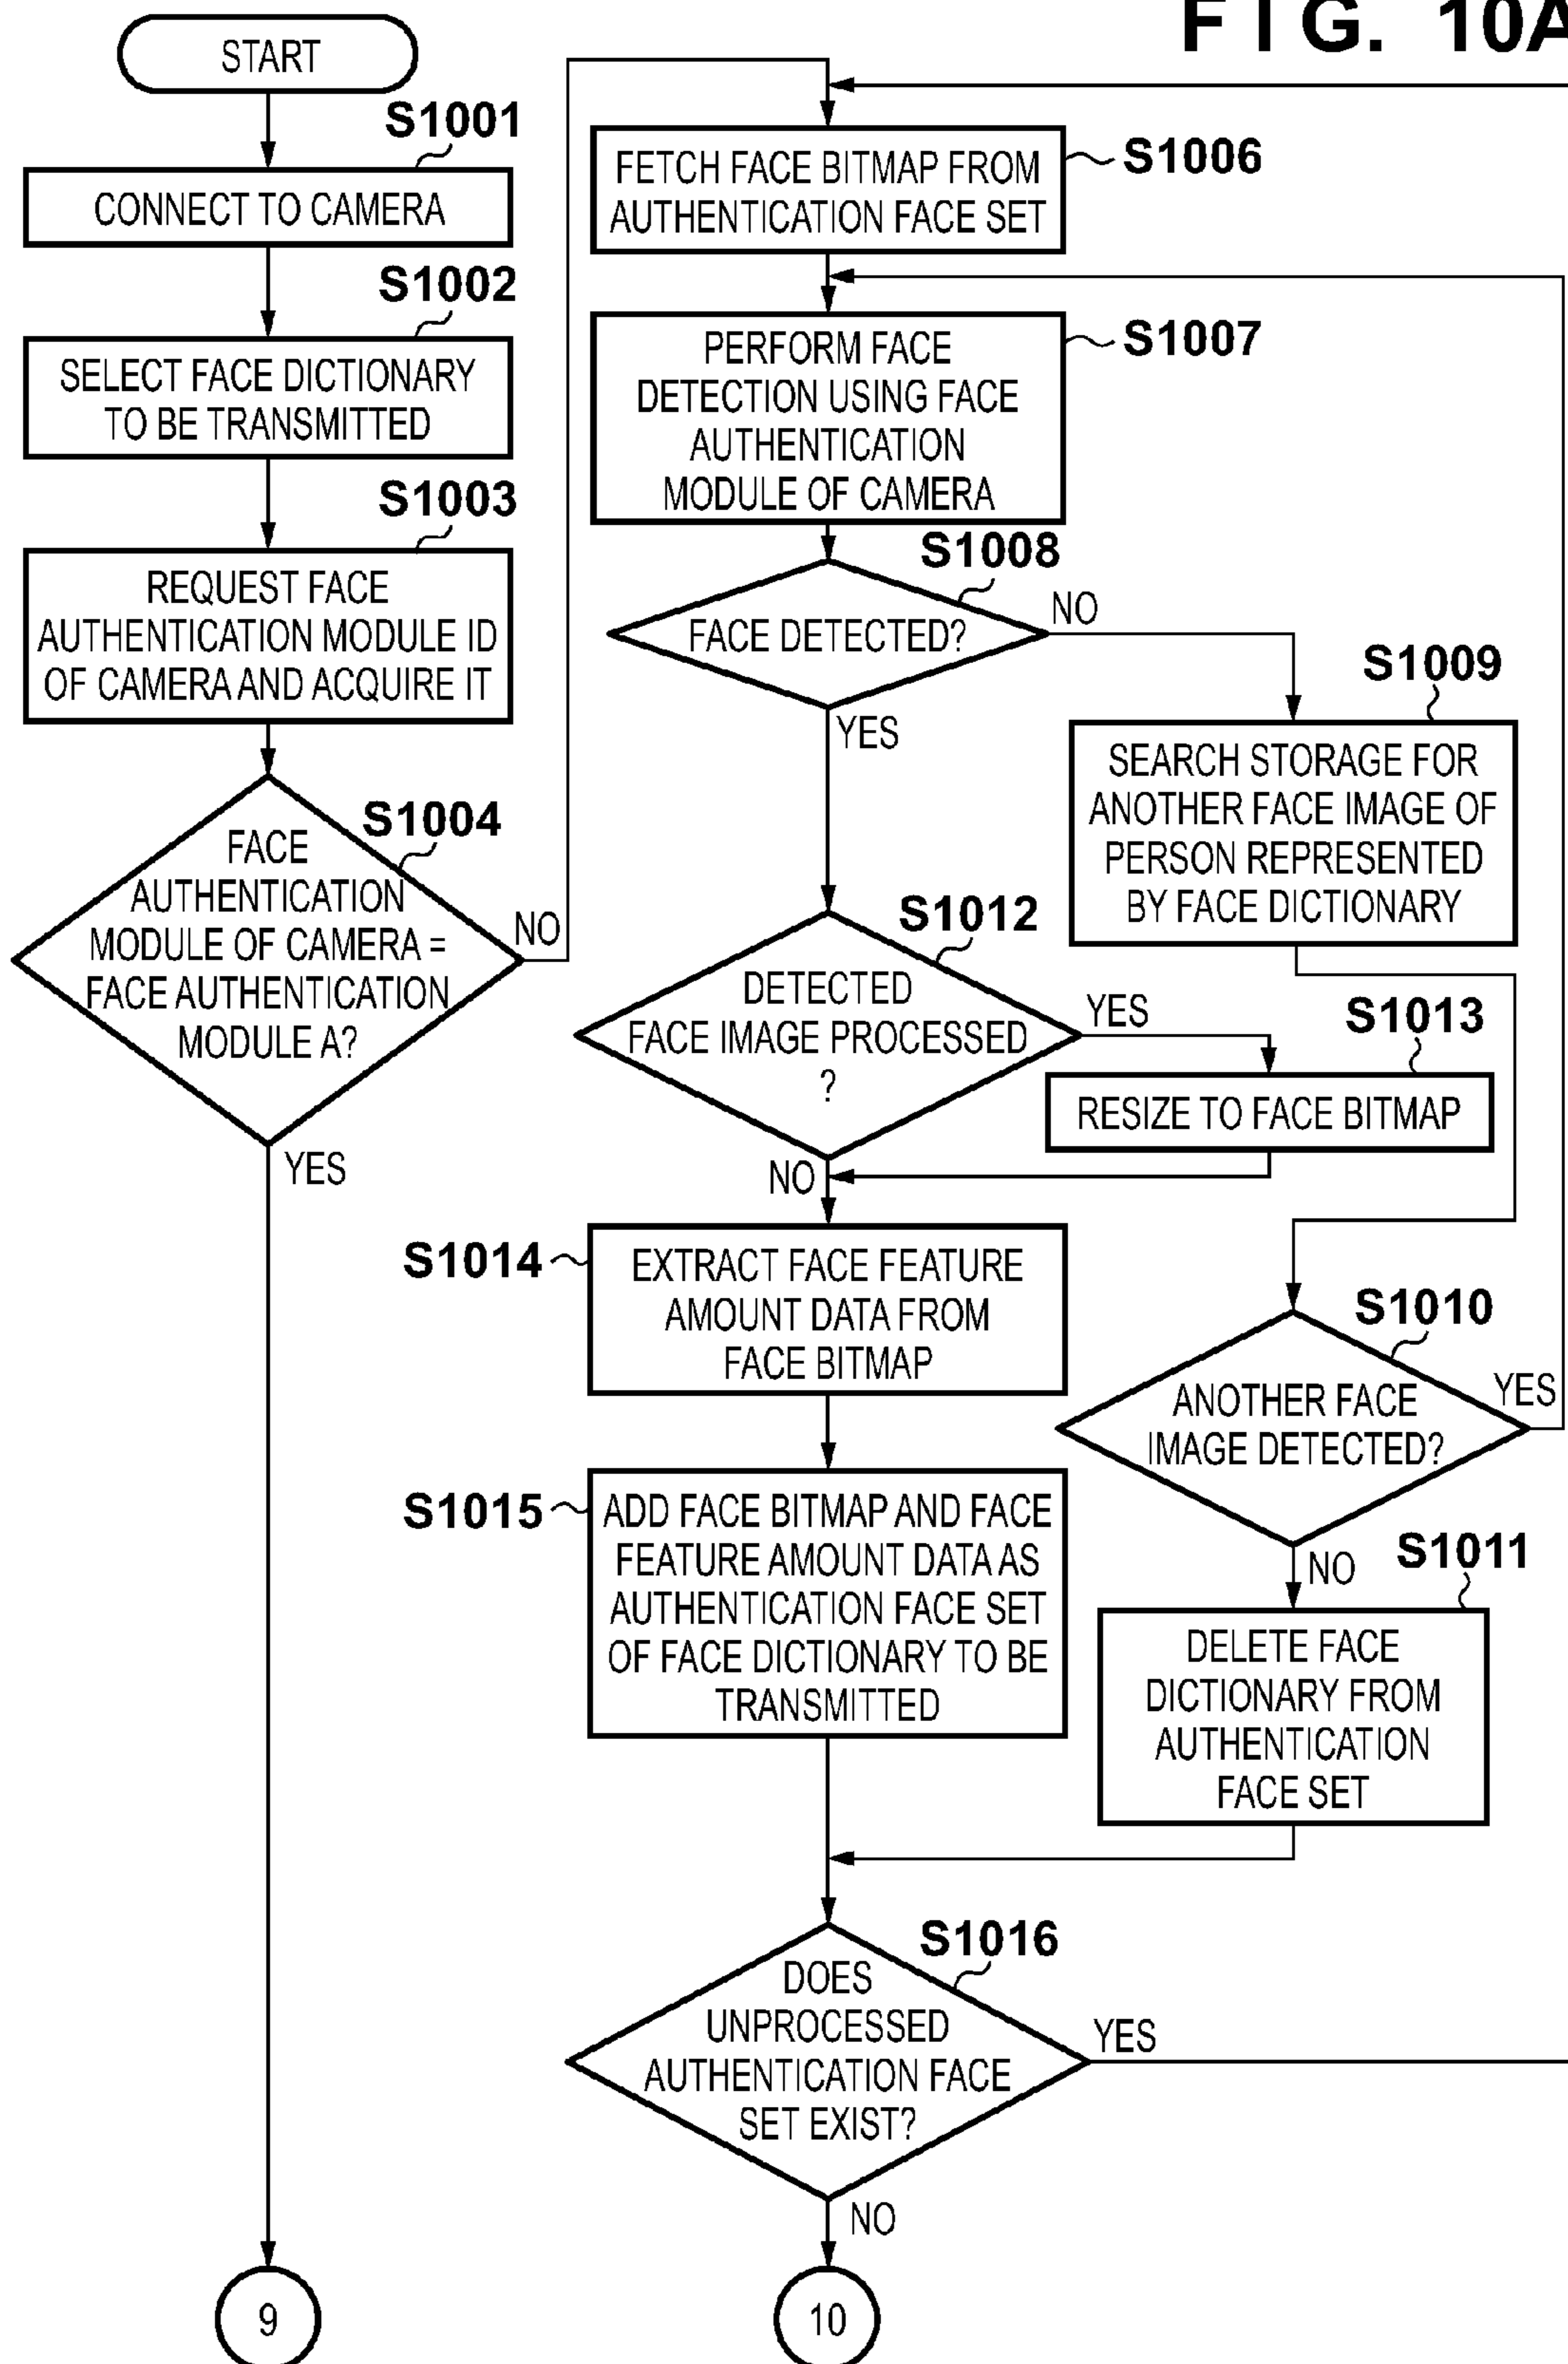 FIG. 10A
START
S1001
CONNECT TO CAMERA
S1002
SELECT FACE DICTIONARY
TO BE TRANSMITTED
S1003
REQUEST FACE
AUTHENTICATION MODULE ID
OF CAMERA AND ACQUIRE IT
S1004
FACE
AUTHENTICATION
MODULE OF CAMERA =
FACE AUTHENTICATION
MODULE A?
NO
YES
9
S1006
FETCH FACE BITMAP FROM
AUTHENTICATION FACE SET
S1007
PERFORM FACE
DETECTION USING FACE
AUTHENTICATION
MODULE OF CAMERA
S1008
FACE DETECTED?
NO
YES
S1009
SEARCH STORAGE FOR
ANOTHER FACE IMAGE OF
PERSON REPRESENTED
BY FACE DICTIONARY
S1012
DETECTED
FACE IMAGE PROCESSED
?
YES
NO
S1013
RESIZE TO FACE BITMAP
S1014
EXTRACT FACE FEATURE
AMOUNT DATA FROM
FACE BITMAP
S1010
ANOTHER FACE
IMAGE DETECTED?
YES
NO
S1015
ADD FACE BITMAP AND FACE
FEATURE AMOUNT DATA AS
AUTHENTICATION FACE SET
OF FACE DICTIONARY TO BE
TRANSMITTED
S1011
DELETE FACE
DICTIONARY FROM
AUTHENTICATION
FACE SET
S1016
DOES
UNPROCESSED
AUTHENTICATION FACE
SET EXIST?
YES
NO
10